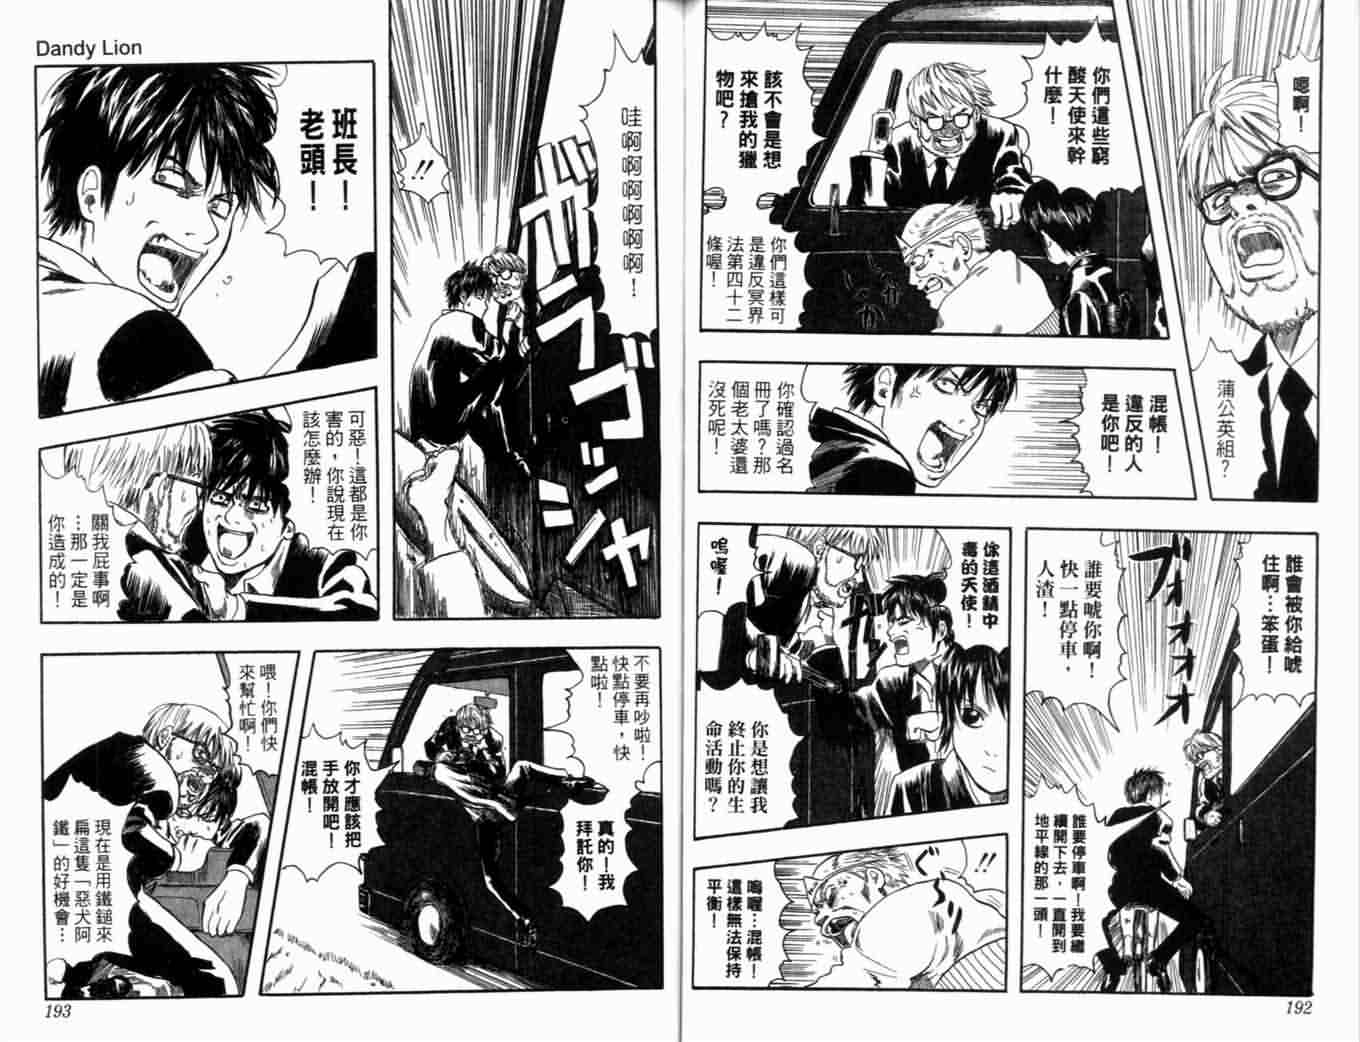 嗯啊！
蒲公英組？
你們這些窮
酸天使來幹
什麼！
該不會是想
來搶我的獵
物吧？
你們這樣可
是違反冥界
法第四十二
條喔！
混帳！
違反的人
是你吧！
你確認過名
冊了嗎？那
個老太婆還
沒死呢！
誰會被你給唬
住啊…笨蛋！
誰要唬你啊！
快一點停車，
人渣！
ブオオオオ
誰要停車啊！我要繼
續開下去，一直開到
地平線的那一頭！
你這酒精中
毒的天使！
嗚喔！
你是想讓我
終止你的生
命活動嗎？
!!
嗚喔…混帳！
這樣無法保持
平衡！
192
Dandy Lion
哇啊啊啊啊啊啊！
!!
ガラゴッシャ
班長！
老頭！
可惡！這都是你
害的，你說現在
該怎麼辦！
關我屁事啊
…那一定是
你造成的！
不要再吵啦！
快點停車，快
點啦！
真的！我
拜託你！
你才應該把
手放開吧！
混帳！
喂！你們快
來幫忙啊！
現在是用鐵鎚來
扁這隻「惡犬阿
鐵」的好機會…
193